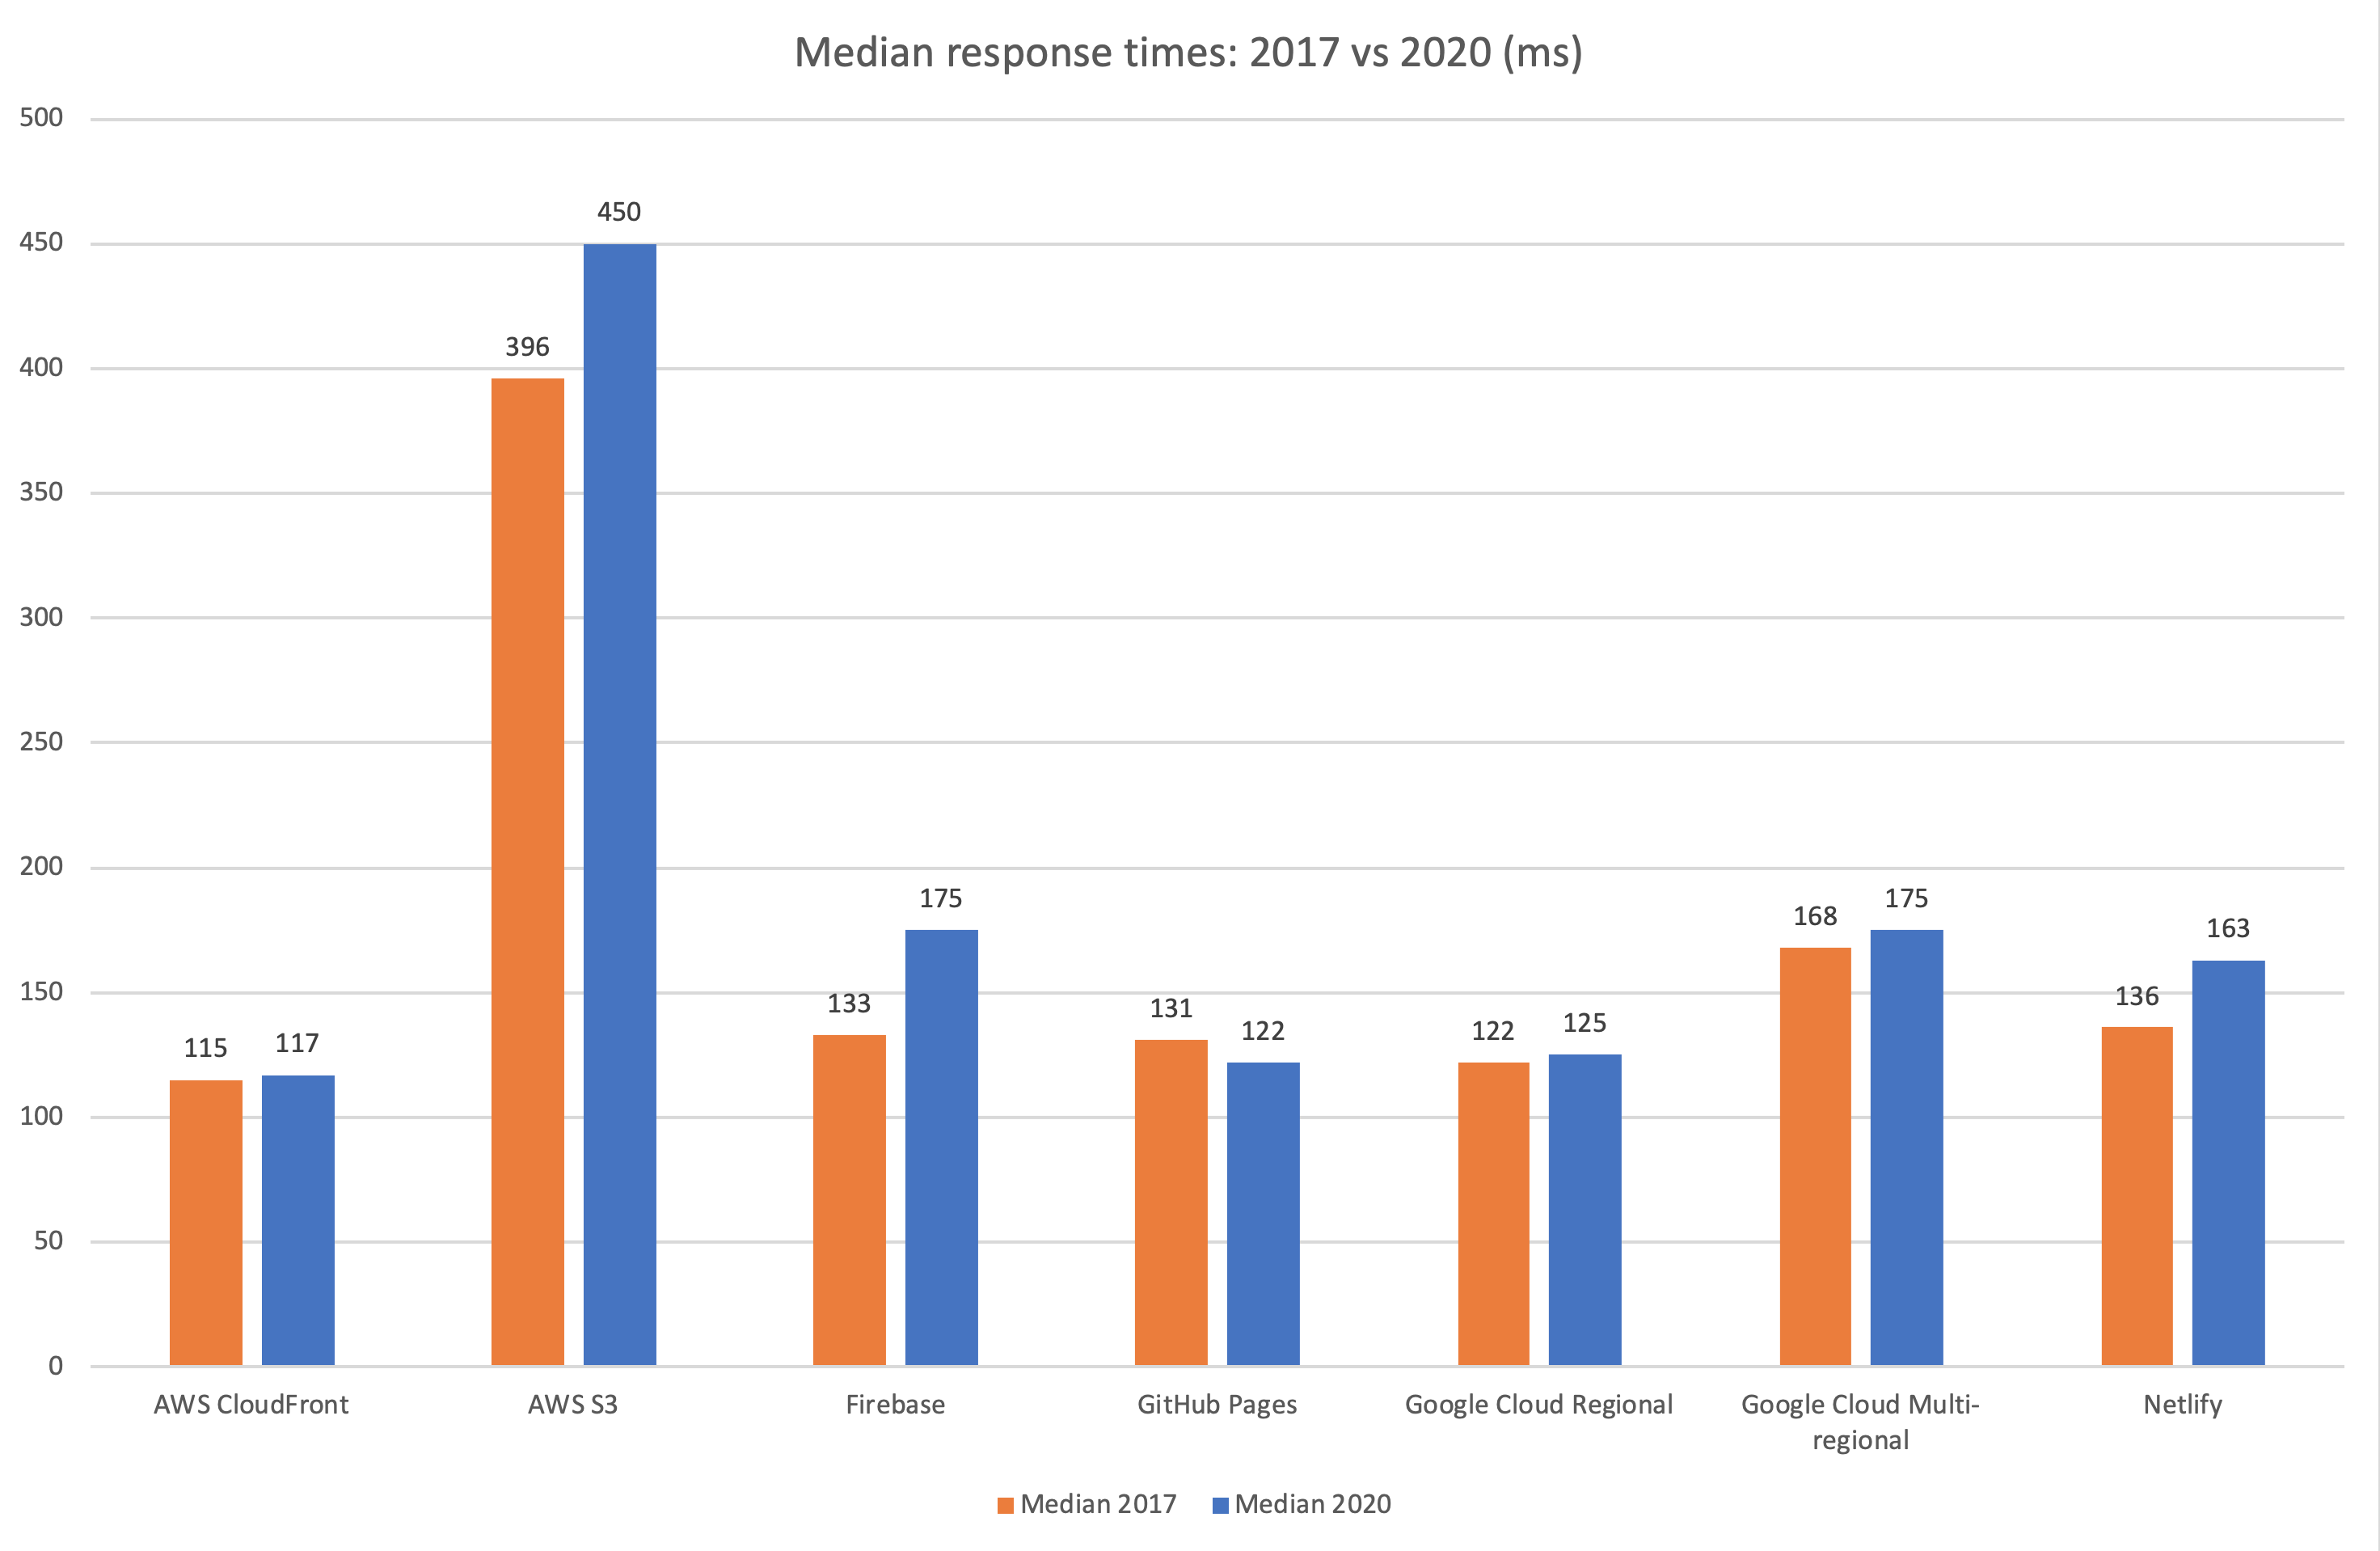 Median response times: 2017 vs 2020 (ms)
500
450
400
350
300
250
200
150
100
50
0
115
117
396
450
133
175
131
122
122
125
168
175
136
163
AWS CloudFront
AWS S3
Firebase
GitHub Pages
Google Cloud Regional
Google Cloud Multi-
regional
Netlify
Median 2017
Median 2020